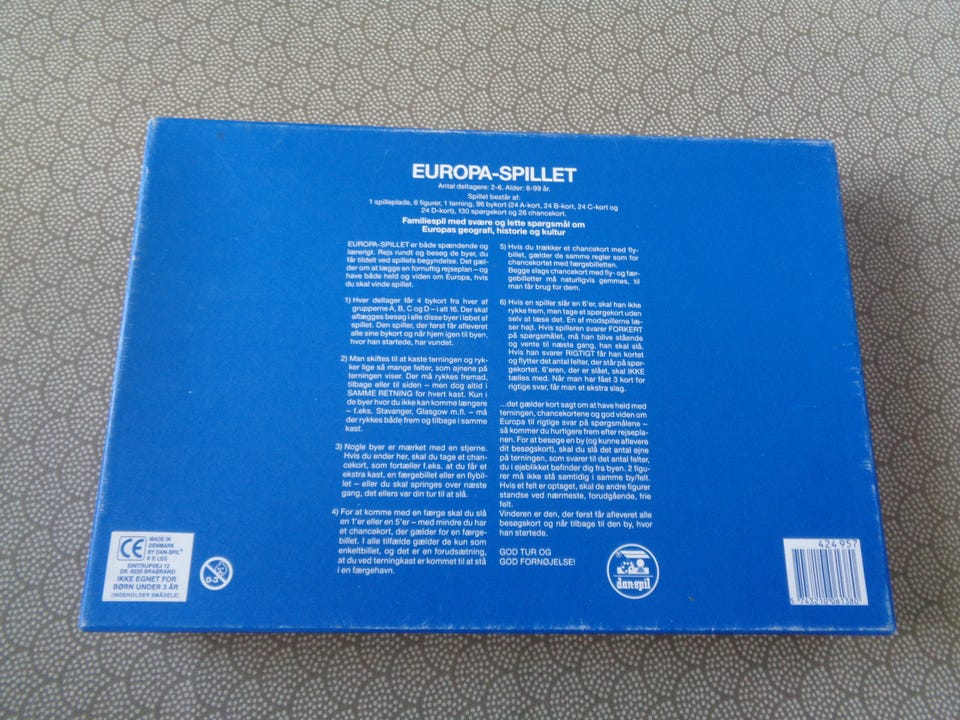 EUROPA-SPILLET
Antal deltagere: 2-6. Alder: 8-99 år.
Spillet består af:
1 spilleplade, 6 figurer, 1 terning, 96 bykort (24 A-kort, 24 B-kort, 24 C-kort og
24 D-kort), 130 spørgekort og 26 chancekort.
Familiespil med svære og lette spørgsmål om
Europas geografi, historie og kultur
EUROPA-SPILLET er både spændende og
lærerigt. Rejs rundt og besøg de byer, du
får tildelt ved spillets begyndelse. Det gæl-
der om at lægge en fornuftig rejseplan – og
have både held og viden om Europa, hvis
du skal vinde spillet.
1) Hver deltager får 4 bykort fra hver af
grupperne A, B, C og D – i alt 16. Der skal
aflægges besøg i alle disse byer i løbet af
spillet. Den spiller, der først får afleveret
alle sine bykort og når hjem igen til byen,
hvor han startede, har vundet.
2) Man skiftes til at kaste terningen og ryk-
ker lige så mange felter, som øjnene på
terningen viser. Der må rykkes fremad,
tilbage eller til siden – men dog altid i
SAMME RETNING for hvert kast. Kun i
de byer hvor du ikke kan komme længere
– f.eks. Stavanger, Glasgow m.fl. – må
der rykkes både frem og tilbage i samme
kast.
3) Nogle byer er mærket med en stjerne.
Hvis du ender her, skal du tage et chan-
cekort, som fortæller f.eks. at du får et
ekstra kast, en færgebillet eller en flybil-
let – eller du skal springes over næste
gang, det ellers var din tur til at slå.
4) For at komme med en færge skal du slå
en 1'er eller en 5'er – med mindre du har
et chancekort, der gælder for en færge-
billet. I alle tilfælde gælder de kun som
enkeltbillet, og det er en forudsætning,
at du ved terningkast er kommet til at stå
i en færgehavn.
5) Hvis du trækker et chancekort med fly-
billet, gælder de samme regler som for
chancekortet med færgebilletten.
Begge slags chancekort med fly- og fær-
gebilletter må naturligvis gemmes, til
man får brug for dem.
6) Hvis en spiller slår en 6'er, skal han ikke
rykke frem, men tage et spørgekort uden
selv at læse det. En af modspillerne læ-
ser højt. Hvis spilleren svarer FORKERT
på spørgsmålet, må han blive stående
og vente til næste gang, han skal slå.
Hvis han svarer RIGTIGT får han kortet
og flytter det antal felter, der står på spør-
gekortet. 6'eren, der er slået, skal IKKE
tælles med. Når man har fået 3 kort for
rigtige svar, får man et ekstra slag.
...det gælder kort sagt om at have held med
terningen, chancekortene og god viden om
Europa til rigtige svar på spørgsmålene –
så kommer du hurtigere frem efter rejsepla-
nen. For at besøge en by (og kunne aflevere
dit besøgskort), skal du slå det antal øjne
på terningen, som svarer til det antal felter,
du i øjeblikket befinder dig fra byen. 2 figu-
rer må ikke stå samtidig i samme by/felt.
Hvis et felt er optaget, skal de andre figurer
standse ved nærmeste, forudgående, frie
felt.
Vinderen er den, der først får afleveret alle
besøgskort og når tilbage til den by, hvor
han startede.
GOD TUR OG
GOD FORNØJELSE!
dan-spil
CE
MADE IN
DENMARK
BY DAN-SPIL®
K E LEG
SINTRUPVEJ 12
DK 8220 BRABRAND
IKKE EGNET FOR
BØRN UNDER 3 ÅR
(INDEHOLDER SMÅDELE)
0-3
424 957